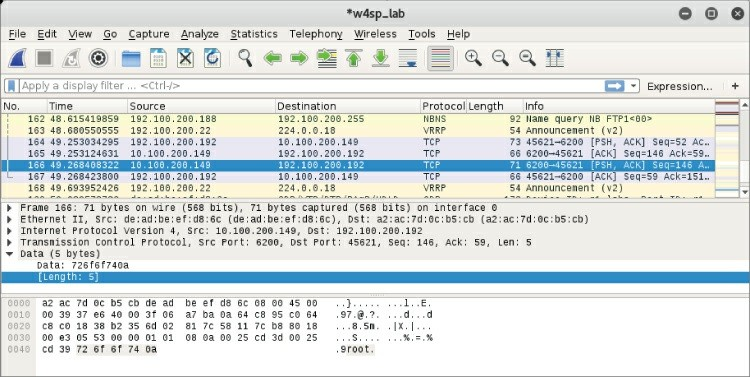 *w4sp_lab
File Edit View Go Capture Analyze Statistics Telephony Wireless Tools Help
Apply a display filter ... <Ctrl-/> Expression... +
No. Time Source Destination Protocol Length Info
162 48.615419859 192.100.200.188 192.100.200.255 NBNS 92 Name query NB FTP1<00>
163 48.680550555 192.100.200.22 224.0.0.18 VRRP 54 Announcement (v2)
164 49.253034295 192.100.200.192 10.100.200.149 TCP 73 45621→6200 [PSH, ACK] Seq=52 Ac…
165 49.253124631 10.100.200.149 192.100.200.192 TCP 66 6200→45621 [ACK] Seq=146 Ack=59…
166 49.268408322 10.100.200.149 192.100.200.192 TCP 71 6200→45621 [PSH, ACK] Seq=146 A…
167 49.268423800 192.100.200.192 10.100.200.149 TCP 66 45621→6200 [ACK] Seq=59 Ack=151…
168 49.693952426 192.100.200.22 224.0.0.18 VRRP 54 Announcement (v2)
Frame 166: 71 bytes on wire (568 bits), 71 bytes captured (568 bits) on interface 0
Ethernet II, Src: de:ad:be:ef:d8:6c (de:ad:be:ef:d8:6c), Dst: a2:ac:7d:0c:b5:cb (a2:ac:7d:0c:b5:cb)
Internet Protocol Version 4, Src: 10.100.200.149, Dst: 192.100.200.192
Transmission Control Protocol, Src Port: 6200, Dst Port: 45621, Seq: 146, Ack: 59, Len: 5
Data (5 bytes)
Data: 726f6f740a
[Length: 5]
0000 a2 ac 7d 0c b5 cb de ad be ef d8 6c 08 00 45 00 ..}..... ...l..E.
0010 00 39 37 e6 40 00 3f 06 a7 ba 0a 64 c8 95 c0 64 .97.@.?. ...d...d
0020 c8 c0 18 38 b2 35 6d 02 81 7c 58 11 7c b8 80 18 ...8.5m. .|X.|...
0030 00 e3 05 53 00 00 01 01 08 0a 00 25 cd 3d 00 25 ...S.... ...%.=.%
0040 cd 39 72 6f 6f 74 0a .9root.